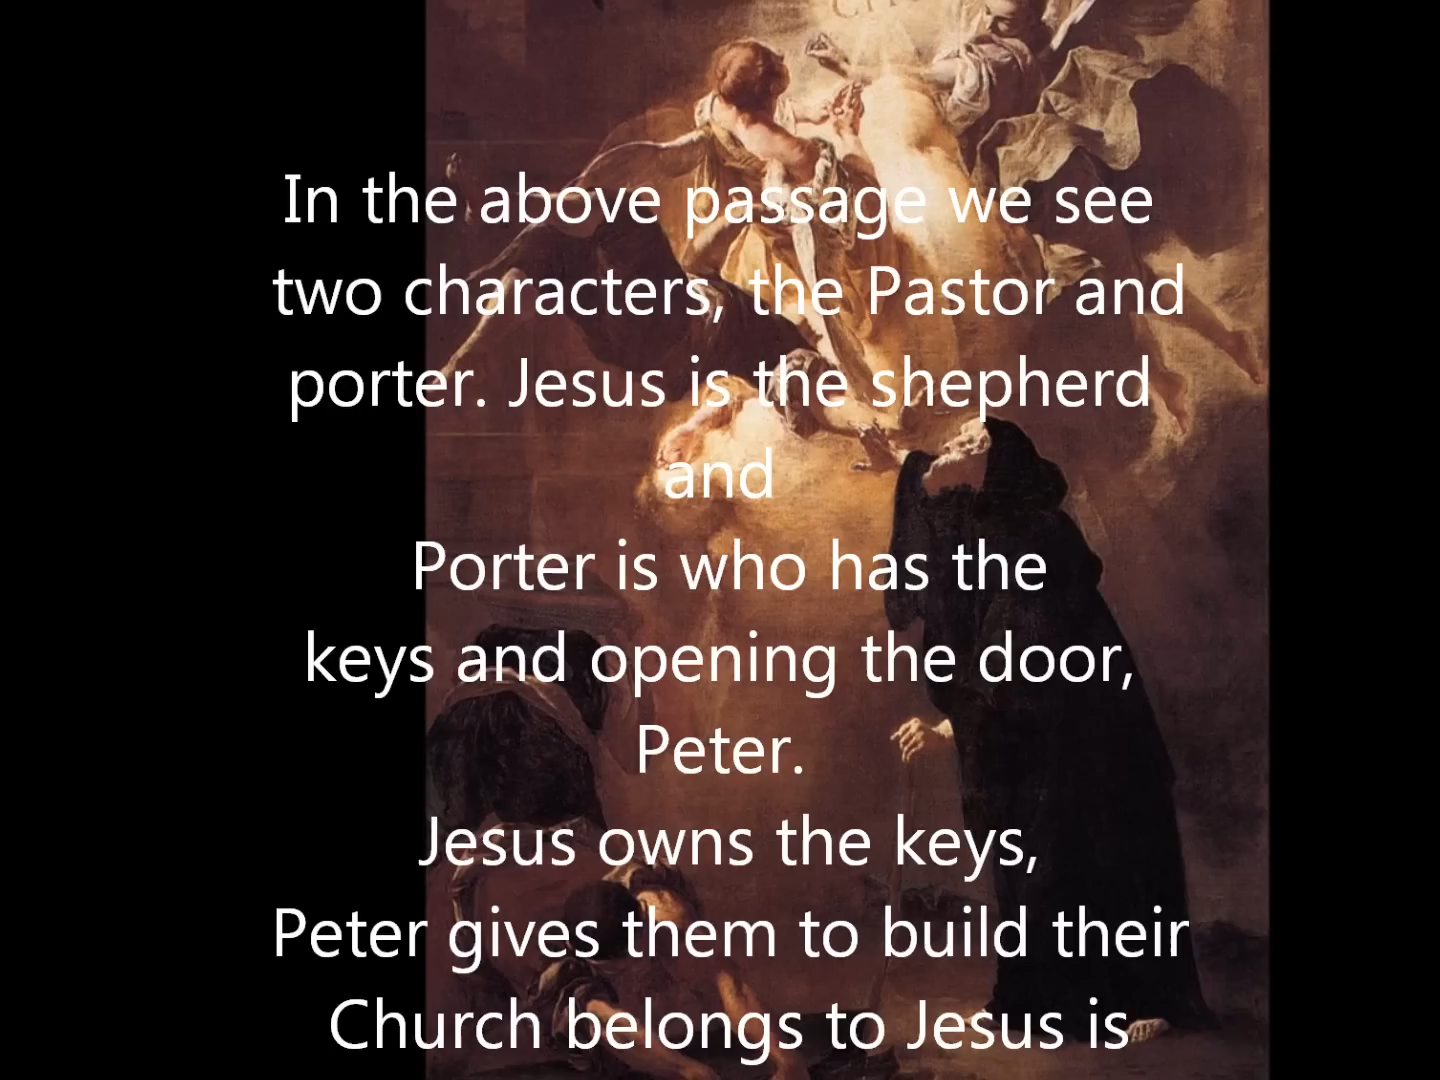 In the above passage we see
two characters, the Pastor and
porter. Jesus is the shepherd
and
Porter is who has the
keys and opening the door,
Peter.
Jesus owns the keys,
Peter gives them to build their
Church belongs to Jesus is